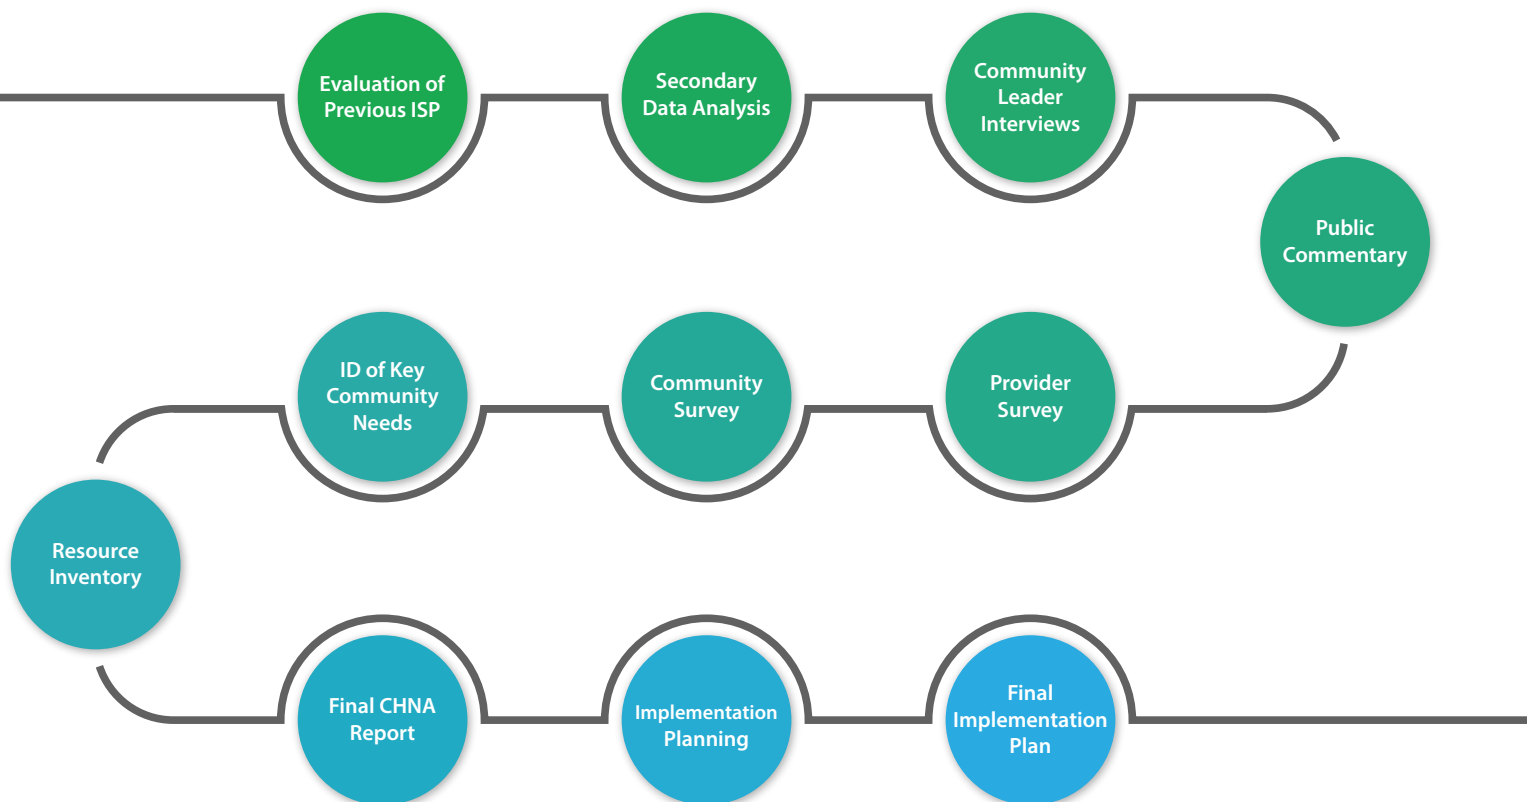 Evaluation of
Previous ISP
Secondary
Data Analysis
Community
Leader
Interviews
Public
Commentary
Provider
Survey
Community
Survey
ID of Key
Community
Needs
Resource
Inventory
Final CHNA
Report
Implementation
Planning
Final
Implementation
Plan